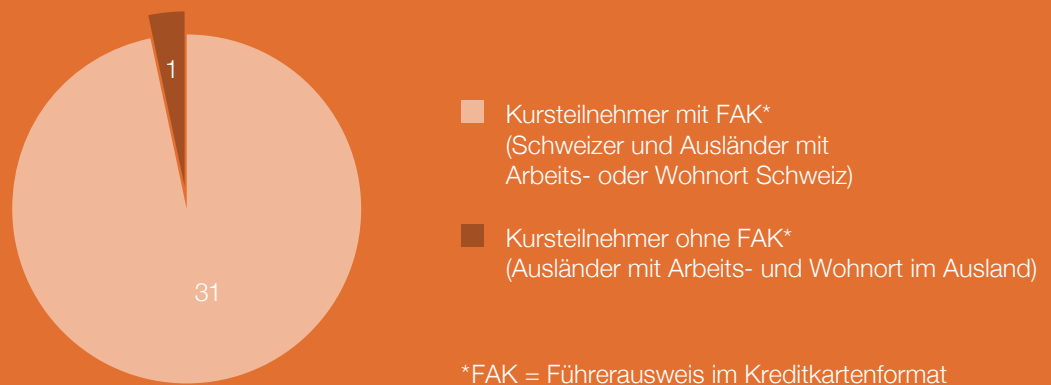 1
31
Kursteilnehmer mit FAK*
(Schweizer und Ausländer mit
Arbeits- oder Wohnort Schweiz)
Kursteilnehmer ohne FAK*
(Ausländer mit Arbeits- und Wohnort im Ausland)
*FAK = Führerausweis im Kreditkartenformat